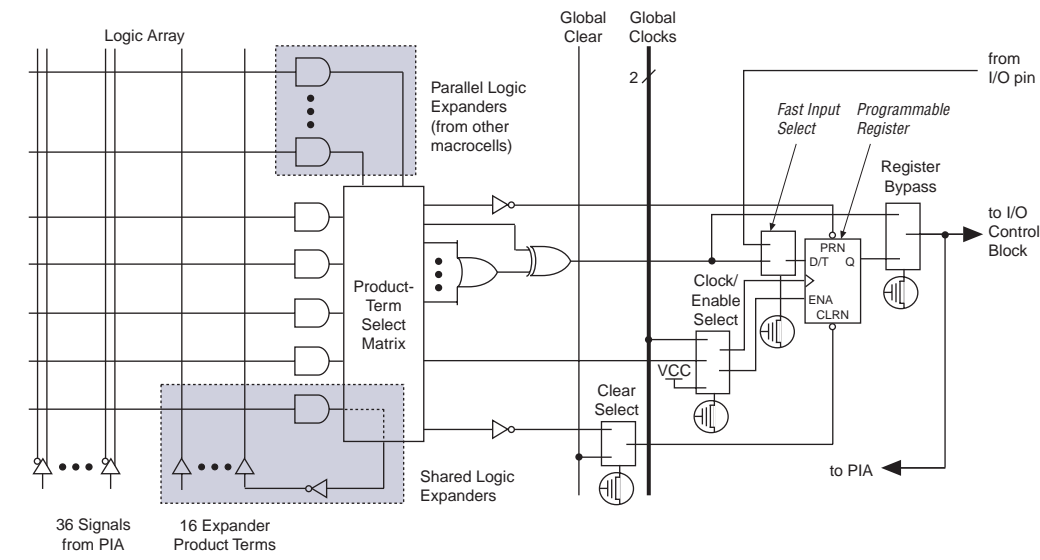 Logic Array
Global
Clear
Global
Clocks
2
Parallel Logic
Expanders
(from other
macrocells)
from
I/O pin
Fast Input
Select
Programmable
Register
Register
Bypass
to I/O
Control
Block
PRN
D/T Q
ENA
CLRN
Clock/
Enable
Select
Product-
Term
Select
Matrix
VCC
Clear
Select
Shared Logic
Expanders
to PIA
36 Signals
from PIA
16 Expander
Product Terms